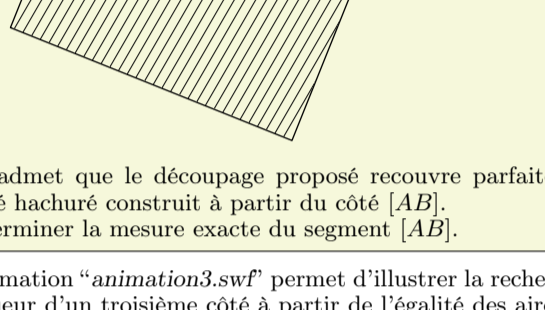 admet que le découpage proposé recouvre parfait
é hachuré construit à partir du côté [AB].
erminer la mesure exacte du segment [AB].
mation “animation3.swf” permet d'illustrer la reche
eur d'un troisième côté à partir de l'égalité des aire